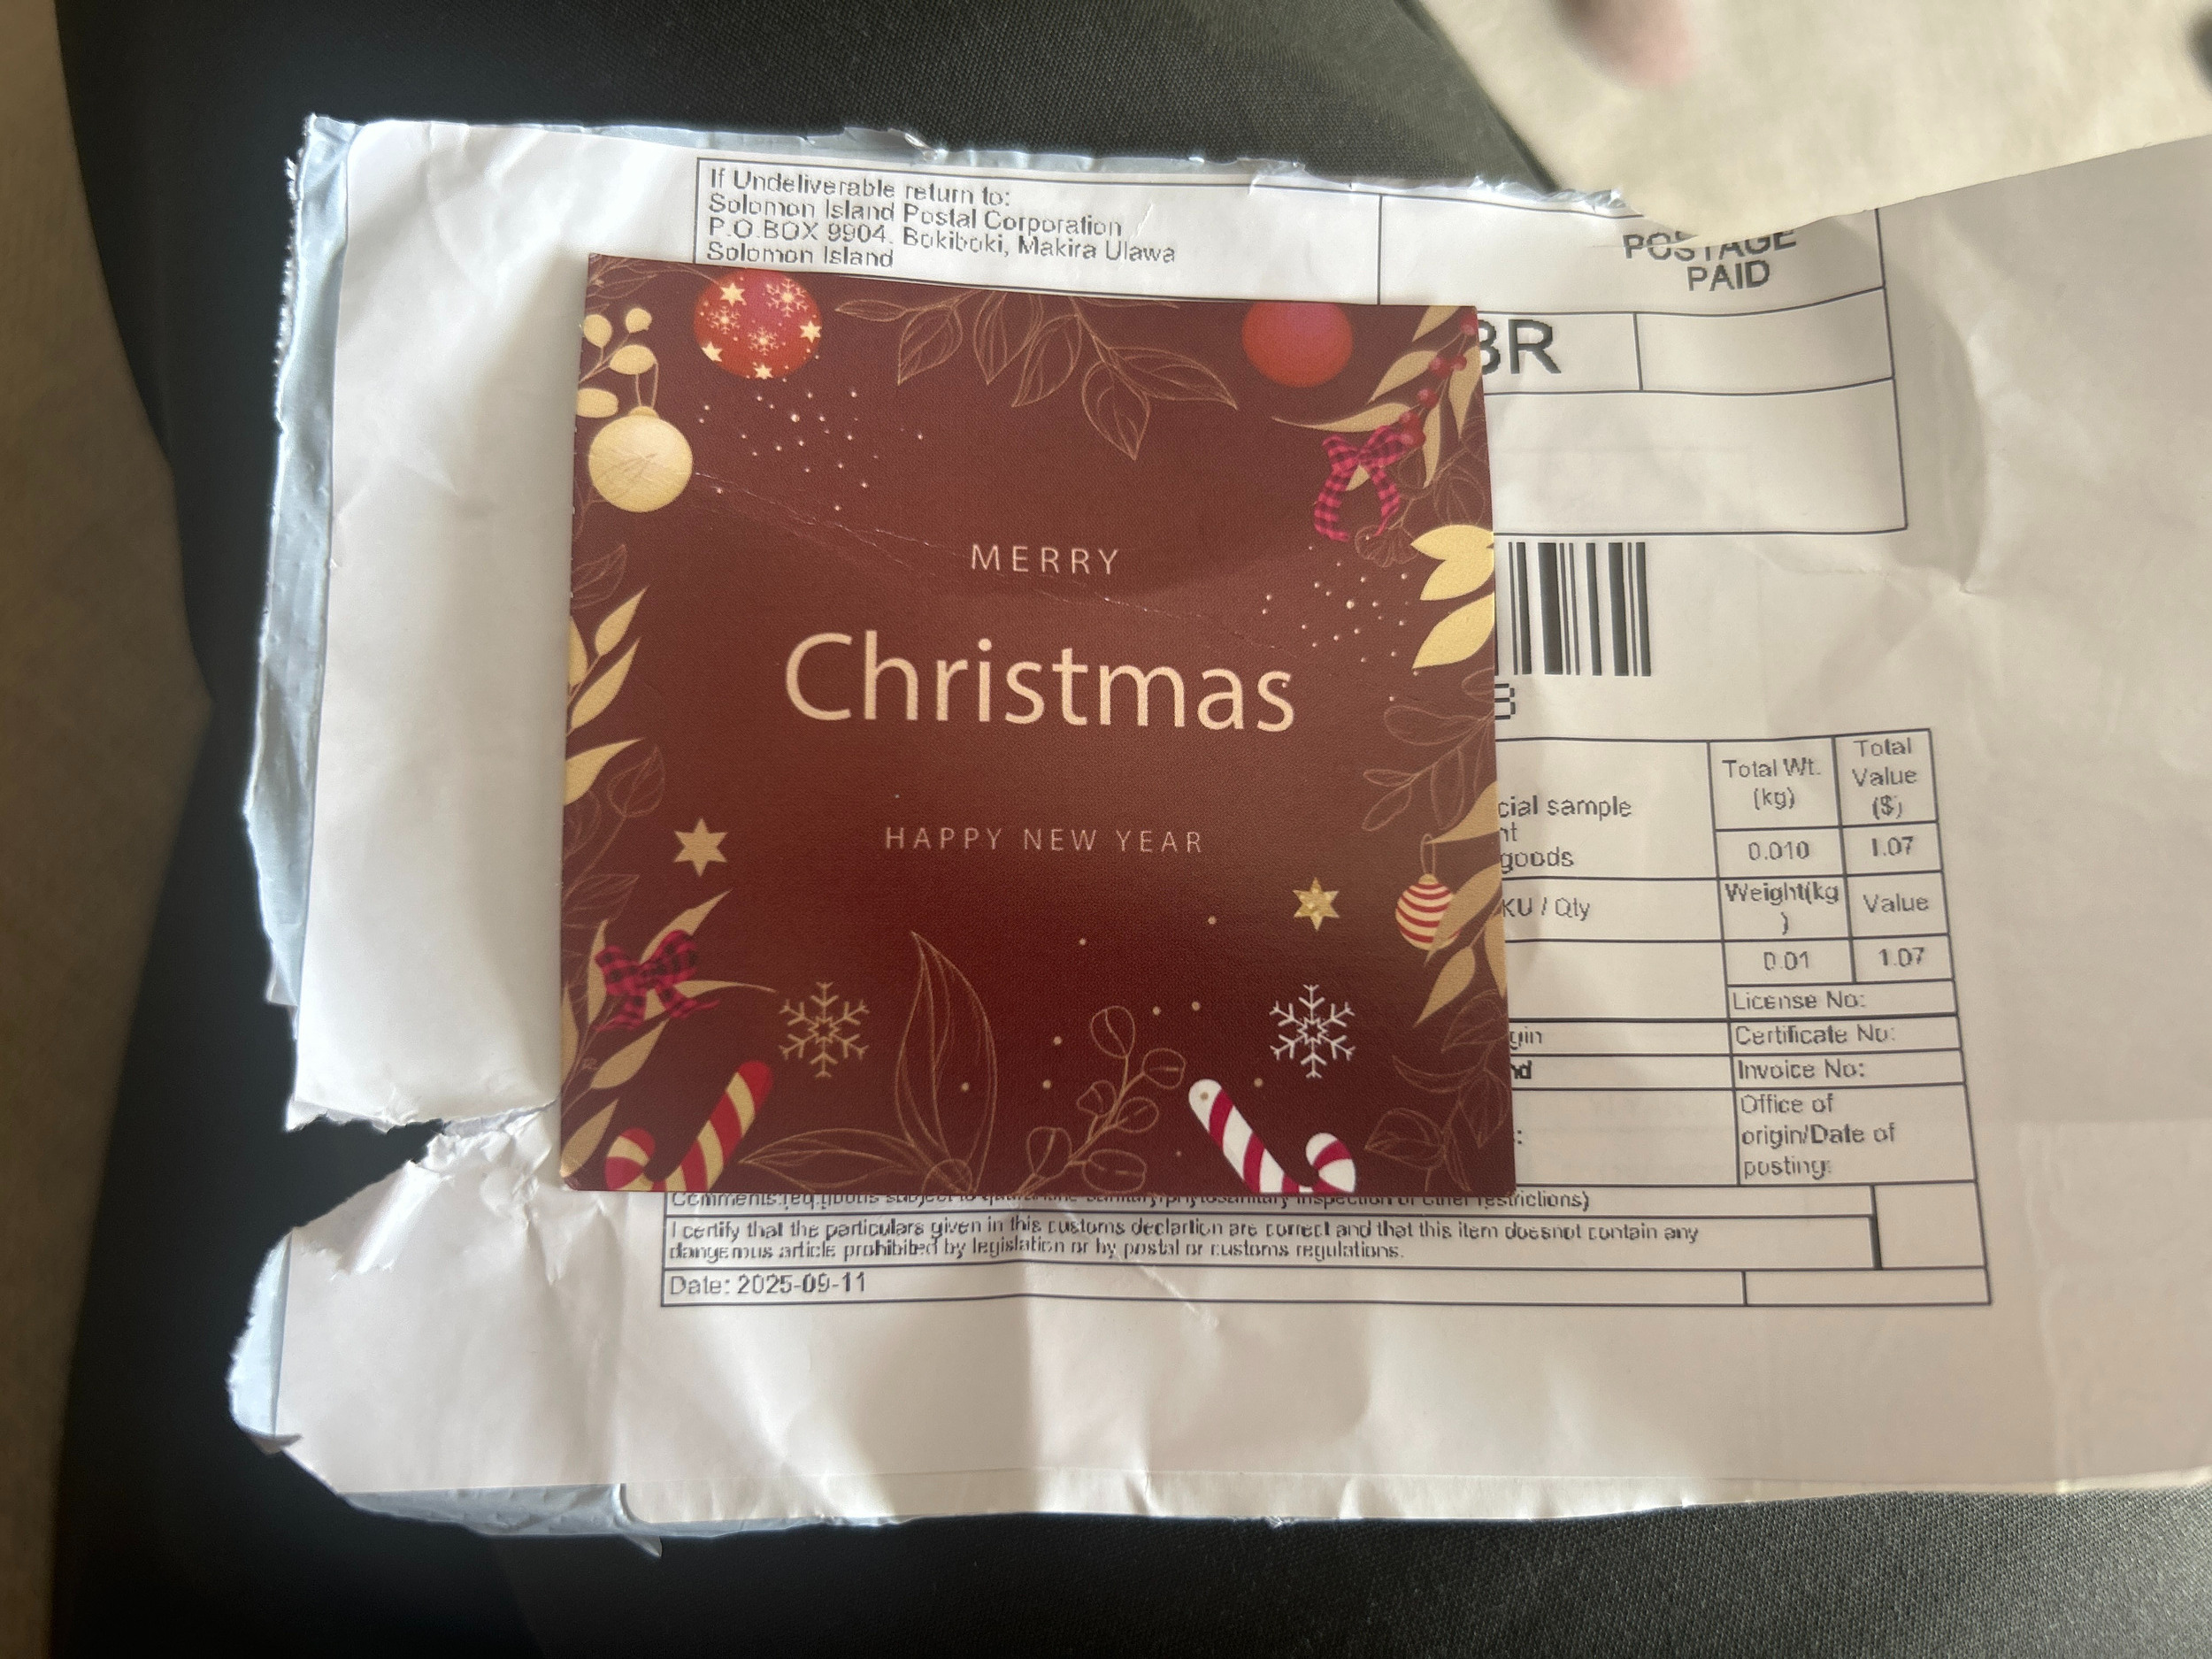 If Undeliverable return to:
Solomon Island Postal Corporation
P.O.BOX 9904, Bokiboki, Makira Ulawa
Solomon Island
POSTAGE
PAID
BR
MERRY
Christmas
HAPPY NEW YEAR
Total Wt.
(kg)
Total
Value
($)
sample
goods
0.010
1.07
/ Qty
Weight(kg
)
Value
0.01
1.07
License No:
Certificate No:
Invoice No:
Office of
origin/Date of
posting:
I certify that the particulars given in this customs declartion are correct and that this item doesnot contain any
dangerous article prohibited by legislation or by postal or customs regulations.
Date: 2025-09-11